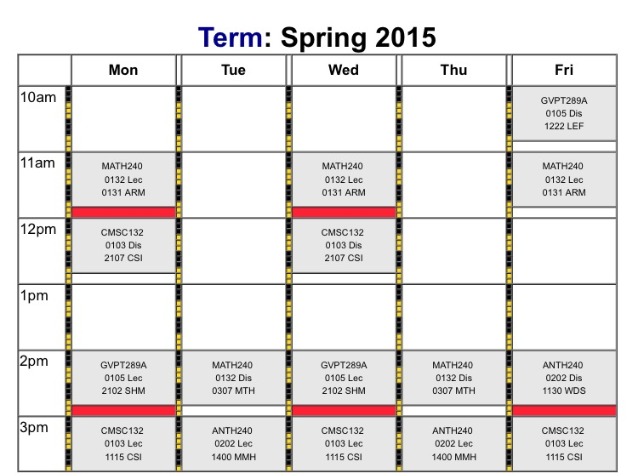 Term: Spring 2015
Mon Tue Wed Thu Fri
10am
GVPT289A
0105 Dis
1222 LEF
11am
MATH240 MATH240 MATH240
0132 Lec 0132 Lec 0132 Lec
0131 ARM 0131 ARM 0131 ARM
12pm
CMSC132 CMSC132
0103 Dis 0103 Dis
2107 CSI 2107 CSI
1pm
2pm
GVPT289A MATH240 GVPT289A MATH240 ANTH240
0105 Lec 0132 Dis 0105 Lec 0132 Dis 0202 Dis
2102 SHM 0307 MTH 2102 SHM 0307 MTH 1130 WDS
3pm
CMSC132 ANTH240 CMSC132 ANTH240 CMSC132
0103 Lec 0202 Lec 0103 Lec 0202 Lec 0103 Lec
1115 CSI 1400 MMH 1115 CSI 1400 MMH 1115 CSI